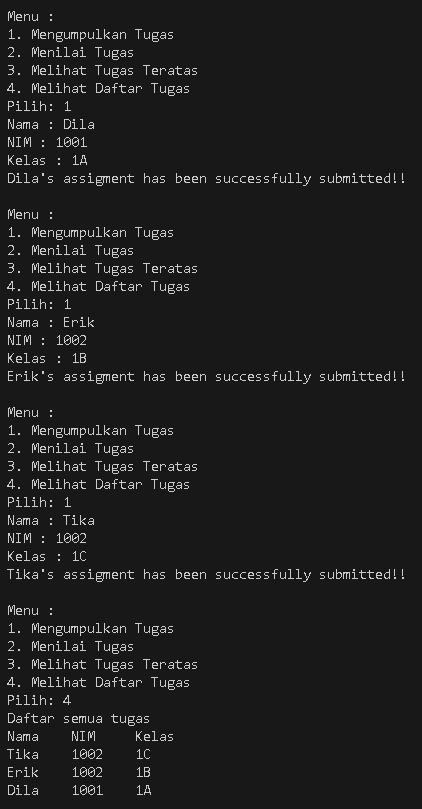 Menu :
1. Mengumpulkan Tugas
2. Menilai Tugas
3. Melihat Tugas Teratas
4. Melihat Daftar Tugas
Pilih: 1
Nama : Dila
NIM : 1001
Kelas : 1A
Dila's assigment has been successfully submitted!!

Menu :
1. Mengumpulkan Tugas
2. Menilai Tugas
3. Melihat Tugas Teratas
4. Melihat Daftar Tugas
Pilih: 1
Nama : Erik
NIM : 1002
Kelas : 1B
Erik's assigment has been successfully submitted!!

Menu :
1. Mengumpulkan Tugas
2. Menilai Tugas
3. Melihat Tugas Teratas
4. Melihat Daftar Tugas
Pilih: 1
Nama : Tika
NIM : 1002
Kelas : 1C
Tika's assigment has been successfully submitted!!

Menu :
1. Mengumpulkan Tugas
2. Menilai Tugas
3. Melihat Tugas Teratas
4. Melihat Daftar Tugas
Pilih: 4
Daftar semua tugas
Nama    NIM     Kelas
Tika    1002    1C
Erik    1002    1B
Dila    1001    1A